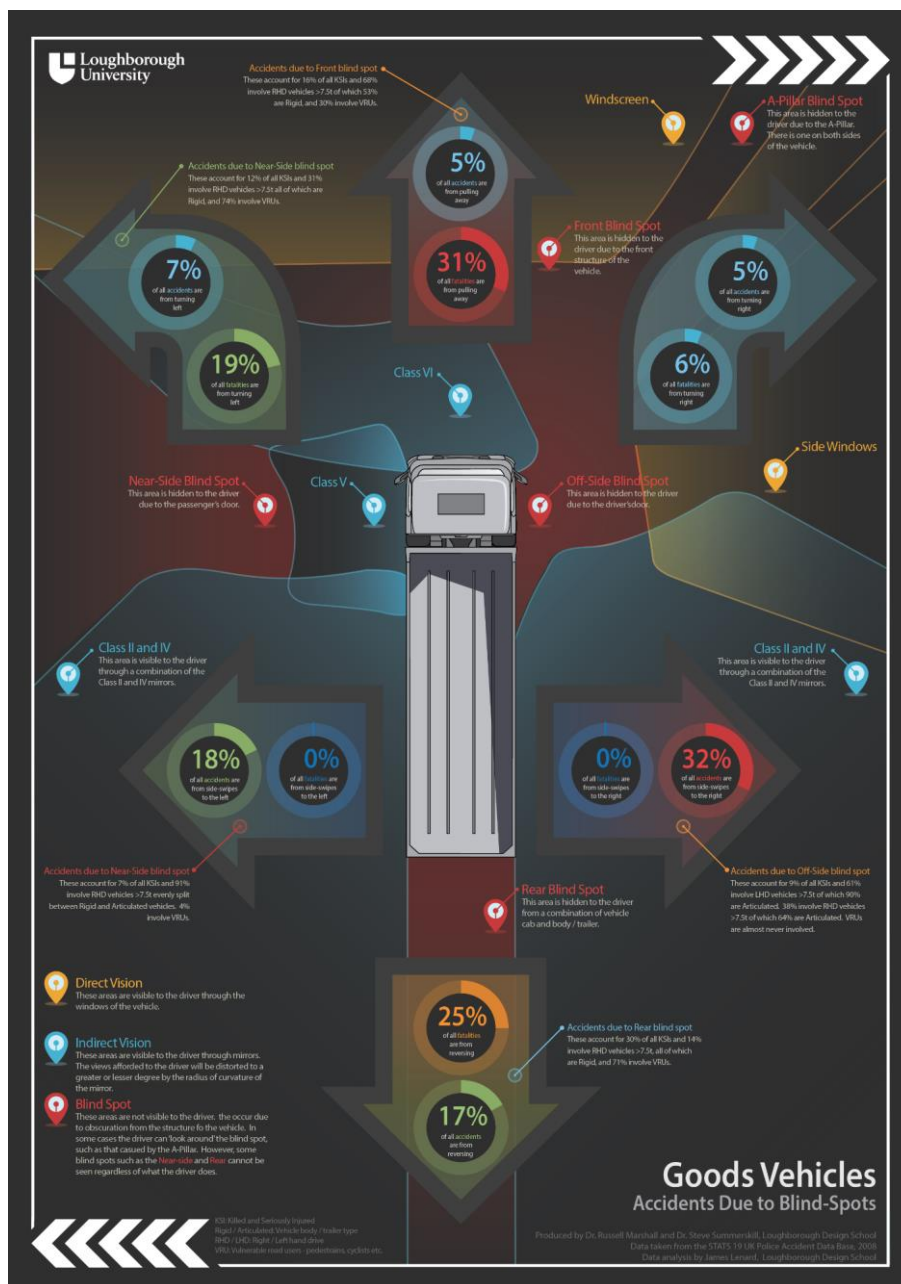 Loughborough
University
Accidents due to Front blind spot
These account for 16% of all KSIs and 68%
involve RHD vehicles >7.5t of which 53%
are Rigid, and 30% involve VRUs.
Windscreen
A-Pillar Blind Spot
This area is hidden to the
driver due to the A-Pillar.
There is one on both sides
of the vehicle.
Accidents due to Near-Side blind spot
These account for 12% of all KSIs and 31%
involve RHD vehicles >7.5t all of which are
Rigid, and 74% involve VRUs.
5%
of all accidents are
from pulling
away
Front Blind Spot
This area is hidden to the
driver due to the front
structure of the
vehicle.
31%
of all fatalities are
from pulling
away
7%
of all accidents are
from turning
left
5%
of all accidents are
from turning
right
19%
of all fatalities are
from turning
left
6%
of all fatalities are
from turning
right
Class VI
Side Windows
Near-Side Blind Spot
This area is hidden to the driver
due to the passenger's door.
Class V
Off-Side Blind Spot
This area is hidden to the driver
due to the driver'sdoor.
Class II and IV
This area is visible to the driver
through a combination of the
Class II and IV mirrors.
Class II and IV
This area is visible to the driver
through a combination of the
Class II and IV mirrors.
18%
of all accidents are
from side-swipes
to the left
0%
of all fatalities are
from side-swipes
to the left
0%
of all fatalities are
from side-swipes
to the right
32%
of all accidents are
from side-swipes
to the right
Accidents due to Near-Side blind spot
These account for 7% of all KSIs and 91%
involve RHD vehicles >7.5t evenly split
between Rigid and Articulated vehicles. 4%
involve VRUs.
Accidents due to Off-Side blind spot
These account for 9% of all KSIs and 61%
involve LHD vehicles >7.5t of which 90%
are Articulated. 38% involve RHD vehicles
>7.5t of which 64% are Articulated. VRUs
are almost never involved.
Rear Blind Spot
This area is hidden to the driver
from a combination of vehicle
cab and body / trailer.
Direct Vision
These areas are visible to the driver through the
windows of the vehicle.
25%
of all fatalities
are from
reversing
Accidents due to Rear blind spot
These account for 30% of all KSIs and 14%
involve RHD vehicles >7.5t, all of which
are Rigid, and 71% involve VRUs.
Indirect Vision
These areas are visible to the driver through mirrors.
The views afforded to the driver will be distorted to a
greater or lesser degree by the radius of curvature of
the mirror.
17%
of all accidents
are from
reversing
Blind Spot
These areas are not visible to the driver. the occur due
to obscuration from the structure fo the vehicle. In
some cases the driver can 'look around' the blind spot,
such as that casued by the A-Pillar. However, some
blind spots such as the Near-side and Rear cannot be
seen regardless of what the driver does.
Goods Vehicles
Accidents Due to Blind-Spots
KSI: Killed and Seriously Injured
Rigid / Articulated: Vehicle body / trailer type
RHD / LHD: Right / Left hand drive
VRU: Vulnerable road users - pedestrians, cyclists etc.
Produced by Dr. Russell Marshall and Dr. Steve Summerskill, Loughborough Design School
Data taken from the STATS 19 UK Police Accident Data Base, 2008
Data analysis by James Lenard, Loughborough Design School